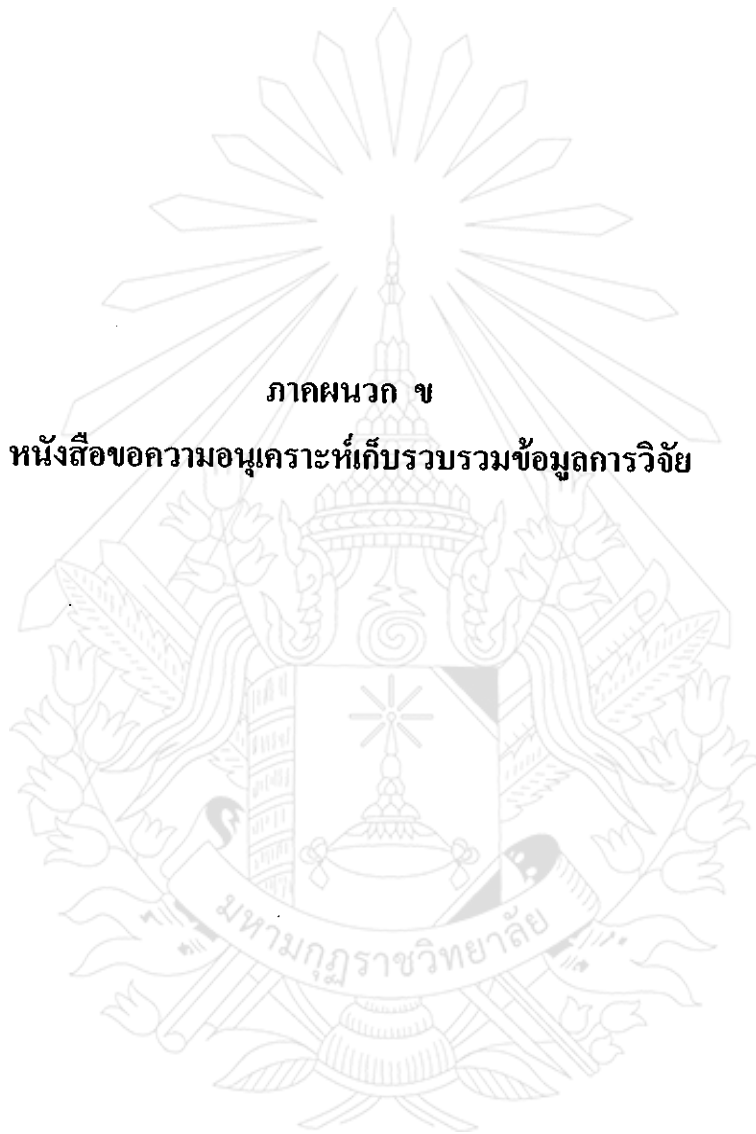 ภาคผนวก ข
หนังสือขอความอนุเคราะห์เก็บรวบรวมข้อมูลการวิจัย
มหามกุฏราชวิทยาลัย